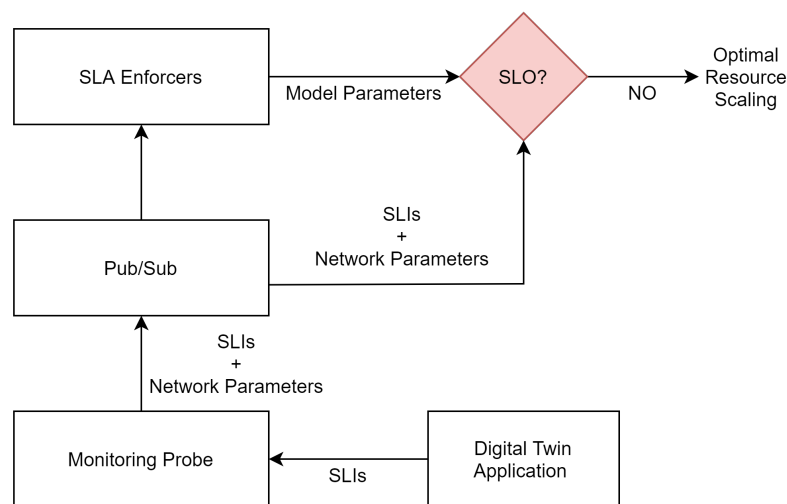 SLA Enforcers
Model Parameters
SLO?
NO
Optimal
Resource
Scaling
Pub/Sub
SLIs
+
Network Parameters
SLIs
+
Network Parameters
Monitoring Probe
SLIs
Digital Twin
Application